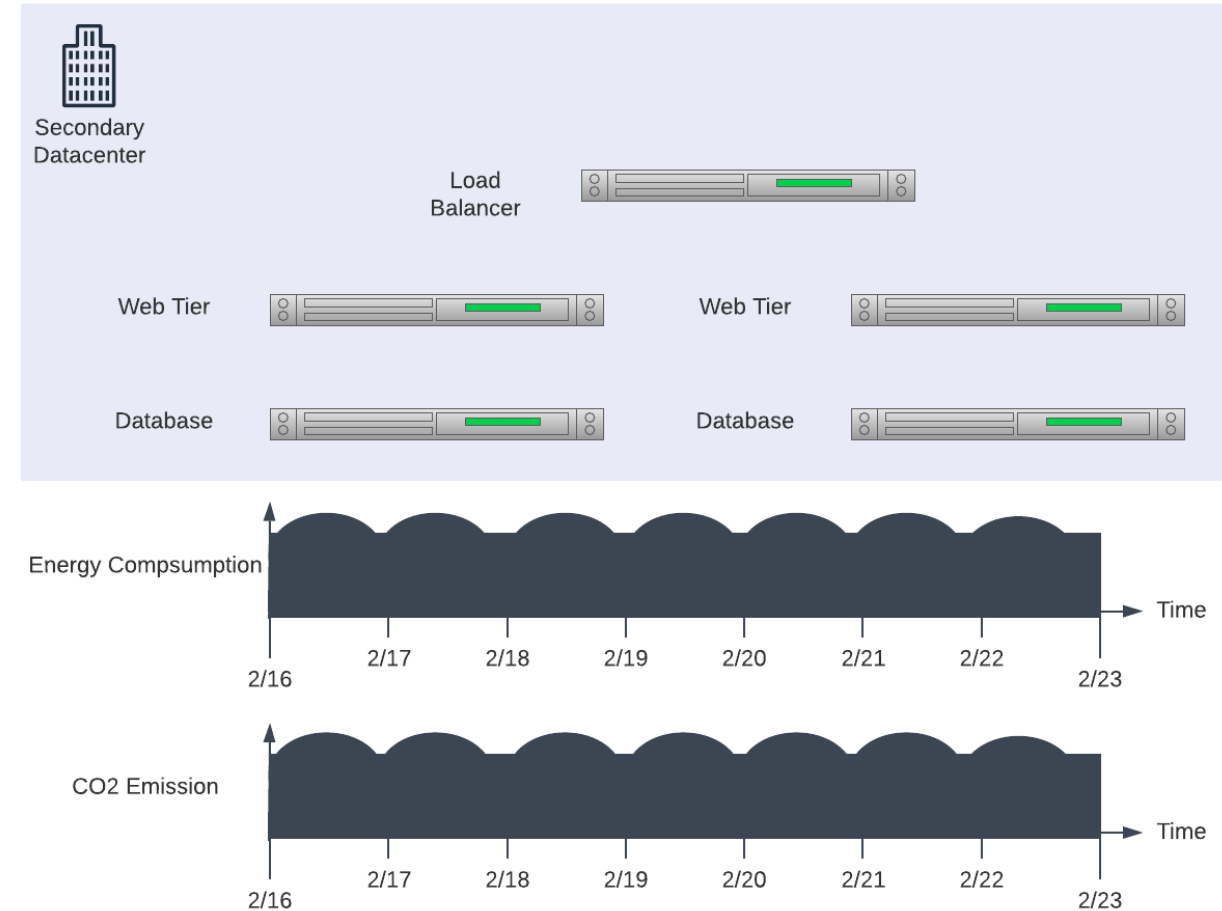 Secondary
Datacenter
Load
Balancer
Web Tier
Web Tier
Database
Database
Energy Compsumption
Time
2/16
2/17
2/18
2/19
2/20
2/21
2/22
2/23
CO2 Emission
Time
2/16
2/17
2/18
2/19
2/20
2/21
2/22
2/23